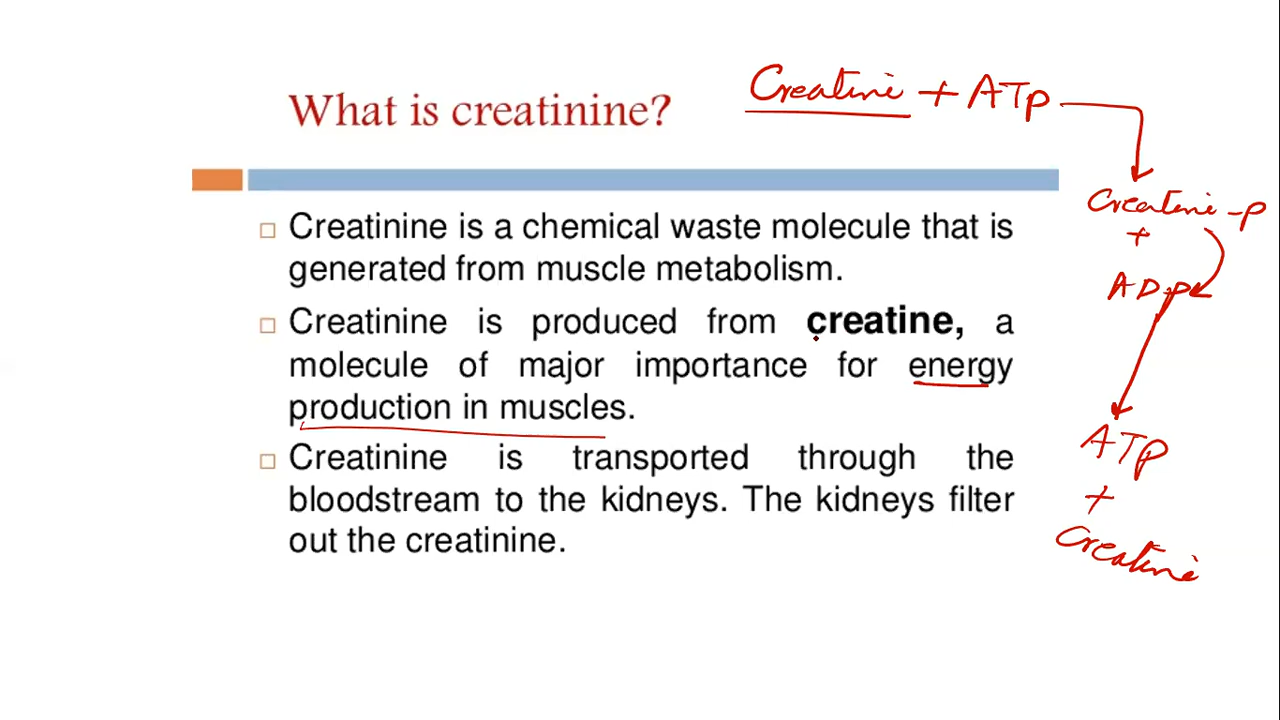 What is creatinine?
Creatine + ATP
Creatine - P
+
ADP
ATP
+
Creatine
Creatinine is a chemical waste molecule that is
generated from muscle metabolism.
Creatinine is produced from creatine, a
molecule of major importance for energy
production in muscles.
Creatinine is transported through the
bloodstream to the kidneys. The kidneys filter
out the creatinine.